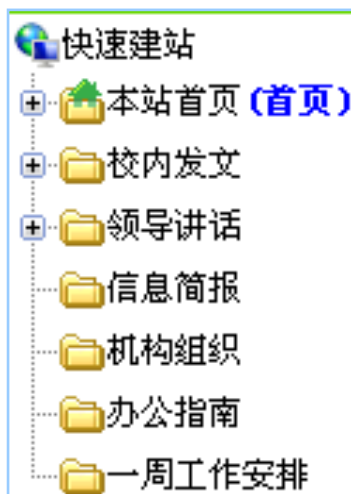 快速建站
本站首页 (首页)
校内发文
领导讲话
信息简报
机构组织
办公指南
一周工作安排